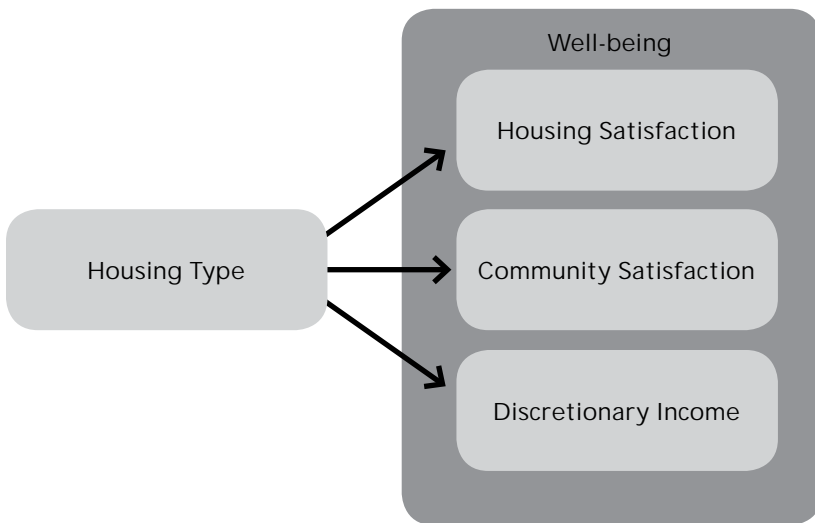 Well-being
Housing Satisfaction
Housing Type
Community Satisfaction
Discretionary Income